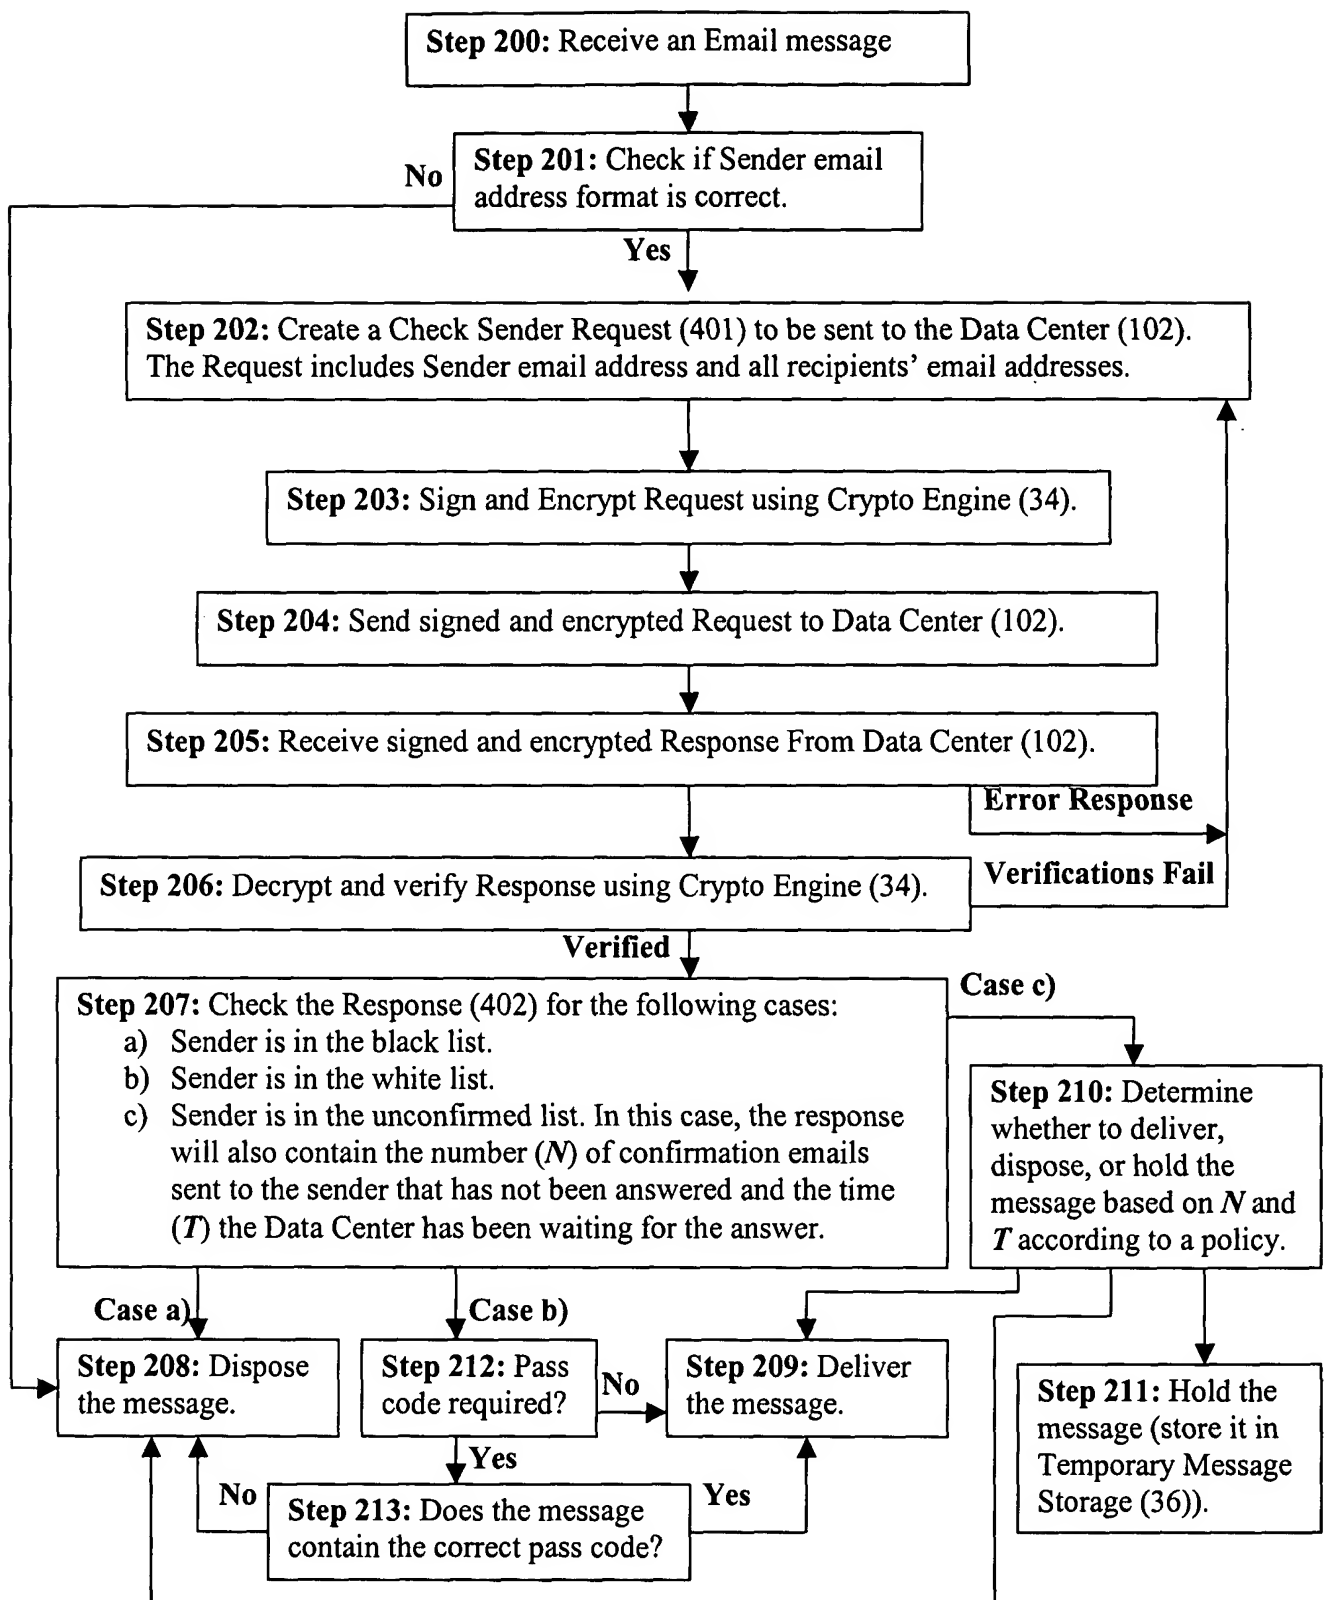 Step 200: Receive an Email message
No
Step 201: Check if Sender email
address format is correct.
Yes
Step 202: Create a Check Sender Request (401) to be sent to the Data Center (102).
The Request includes Sender email address and all recipients’ email addresses.
Step 203: Sign and Encrypt Request using Crypto Engine (34).
Step 204: Send signed and encrypted Request to Data Center (102).
Step 205: Receive signed and encrypted Response From Data Center (102).
Error Response
Step 206: Decrypt and verify Response using Crypto Engine (34).
Verifications Fail
Verified
Step 207: Check the Response (402) for the following cases:
a) Sender is in the black list.
b) Sender is in the white list.
c) Sender is in the unconfirmed list. In this case, the response
will also contain the number (N) of confirmation emails
sent to the sender that has not been answered and the time
(T) the Data Center has been waiting for the answer.
Case c)
Step 210: Determine
whether to deliver,
dispose, or hold the
message based on N and
T according to a policy.
Case a)
Case b)
Step 208: Dispose
the message.
Step 212: Pass
code required?
No
Step 209: Deliver
the message.
Step 211: Hold the
message (store it in
Temporary Message
Storage (36)).
Yes
No
Step 213: Does the message
contain the correct pass code?
Yes